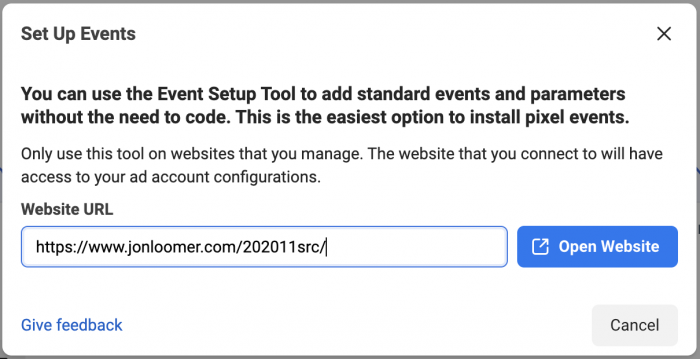 Set Up Events
You can use the Event Setup Tool to add standard events and parameters
without the need to code. This is the easiest option to install pixel events.
Only use this tool on websites that you manage. The website that you connect to will have
access to your ad account configurations.
Website URL
https://www.jonloomer.com/202011src/
Open Website
Give feedback
Cancel